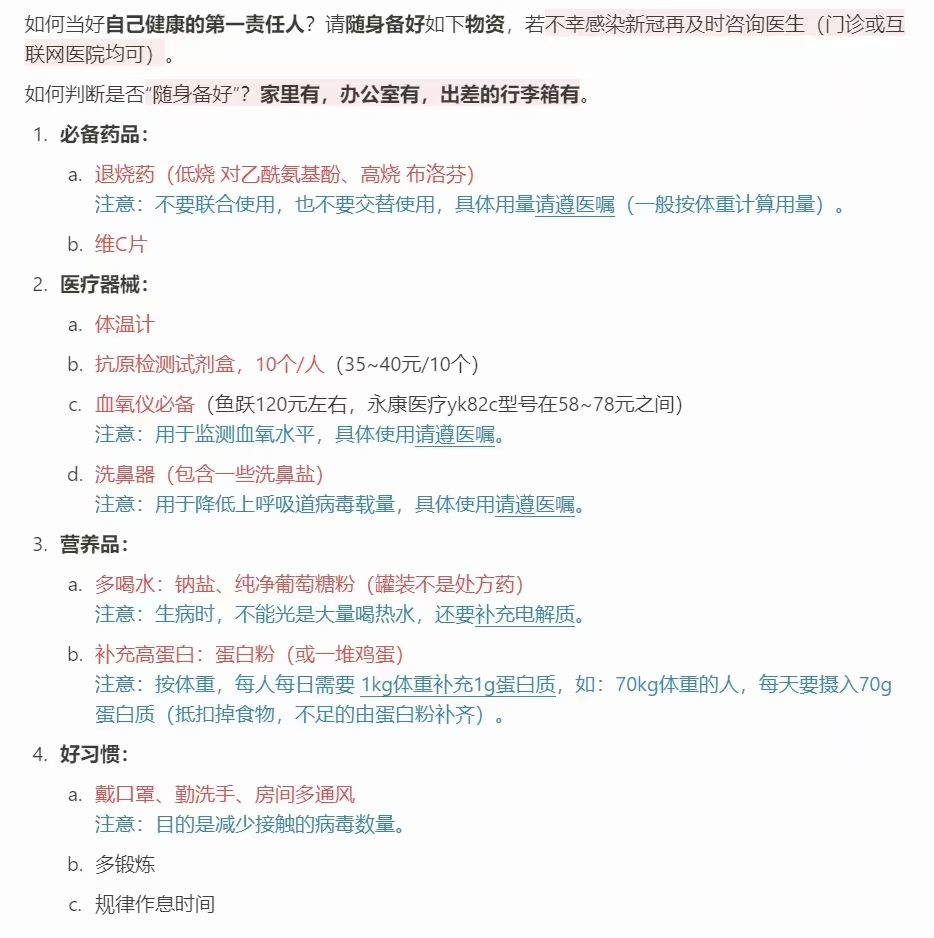 如何当好自己健康的第一责任人？请随身备好如下物资，若不幸感染新冠再及时咨询医生（门诊或互
联网医院均可）。
如何判断是否“随身备好”？家里有，办公室有，出差的行李箱有。
1. 必备药品：
a. 退烧药（低烧 对乙酰氨基酚、高烧 布洛芬）
注意：不要联合使用，也不要交替使用，具体用量请遵医嘱（一般按体重计算用量）。
b. 维C片
2. 医疗器械：
a. 体温计
b. 抗原检测试剂盒，10个/人（35~40元/10个）
c. 血氧仪必备（鱼跃120元左右，永康医疗yk82c型号在58~78元之间）
注意：用于监测血氧水平，具体使用请遵医嘱。
d. 洗鼻器（包含一些洗鼻盐）
注意：用于降低上呼吸道病毒载量，具体使用请遵医嘱。
3. 营养品：
a. 多喝水：钠盐、纯净葡萄糖粉（罐装不是处方药）
注意：生病时，不能光是大量喝热水，还要补充电解质。
b. 补充高蛋白：蛋白粉（或一堆鸡蛋）
注意：按体重，每人每日需要 1kg体重补充1g蛋白质，如：70kg体重的人，每天要摄入70g
蛋白质（抵扣掉食物，不足的由蛋白粉补齐）。
4. 好习惯：
a. 戴口罩、勤洗手、房间多通风
注意：目的是减少接触的病毒数量。
b. 多锻炼
c. 规律作息时间